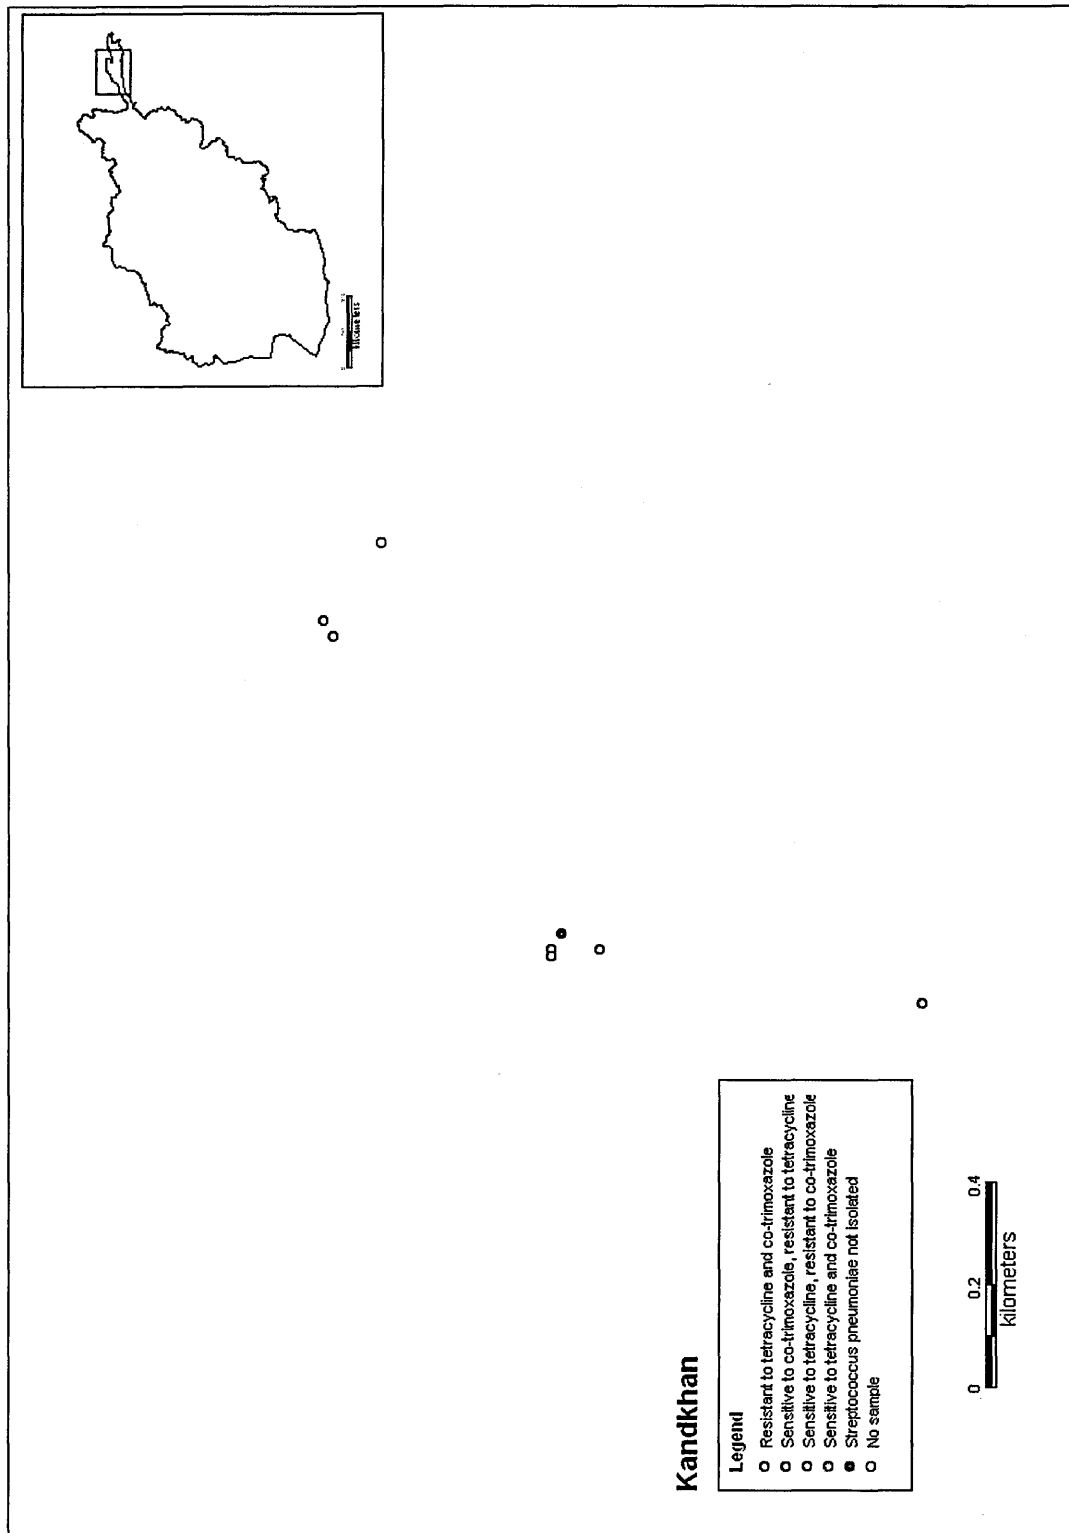 Kandkhan
Legend
Resistant to tetracycline and co-trimoxazole
Sensitive to co-trimoxazole, resistant to tetracycline
Sensitive to tetracycline, resistant to co-trimoxazole
Sensitive to tetracycline and co-trimoxazole
Streptococcus pneumoniae not isolated
No sample
0 0.2 0.4
kilometers